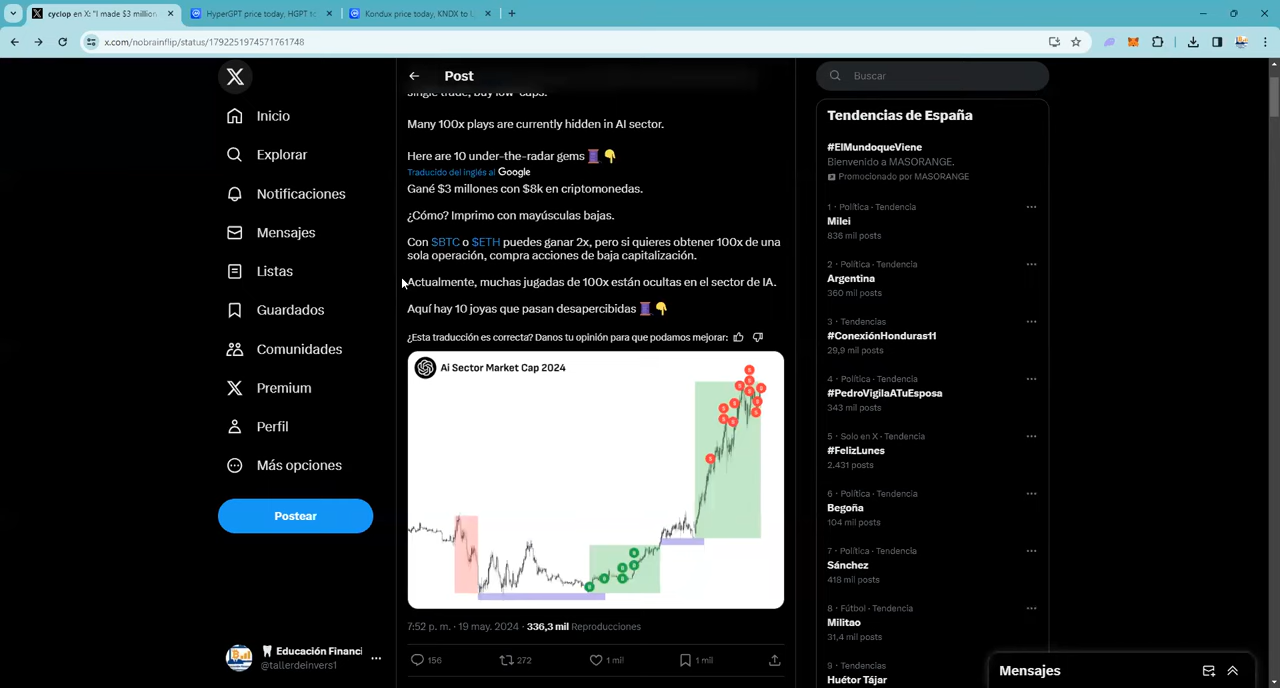 cyclop en X: "I made $3 million
HyperGPT price today, HGPT to
Kondux price today, KNDX to
x.com/nobrainflip/status/1792251974571761748
Inicio
Explorar
Notificaciones
Mensajes
Listas
Guardados
Comunidades
Premium
Perfil
Más opciones
Postear
Educación Financi
@tallerdeinvers1
Post
single trade, buy low-caps.
Many 100x plays are currently hidden in AI sector.
Here are 10 under-the-radar gems 🧵👇
Traducido del inglés al Google
Gané $3 millones con $8k en criptomonedas.
¿Cómo? Imprimo con mayúsculas bajas.
Con $BTC o $ETH puedes ganar 2x, pero si quieres obtener 100x de una
sola operación, compra acciones de baja capitalización.
Actualmente, muchas jugadas de 100x están ocultas en el sector de IA.
Aquí hay 10 joyas que pasan desapercibidas 🧵👇
¿Esta traducción es correcta? Danos tu opinión para que podamos mejorar:
Ai Sector Market Cap 2024
7:52 p. m. · 19 may. 2024 · 336,3 mil Reproducciones
156
272
1 mil
1 mil
Buscar
Tendencias de España
#ElMundoqueViene
Bienvenido a MASORANGE.
Promocionado por MASORANGE
1 · Política · Tendencia
Milei
836 mil posts
2 · Política · Tendencia
Argentina
360 mil posts
3 · Tendencias
#ConexiónHonduras11
29,9 mil posts
4 · Política · Tendencia
#PedroVigilaATuEsposa
343 mil posts
5 · Solo en X · Tendencia
#FelizLunes
2.431 posts
6 · Política · Tendencia
Begoña
104 mil posts
7 · Política · Tendencia
Sánchez
418 mil posts
8 · Fútbol · Tendencia
Militao
31,4 mil posts
9 · Tendencias
Huétor Tájar
Mensajes